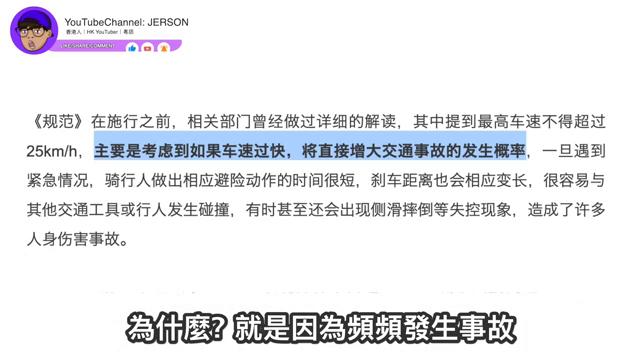 YouTubeChannel: JERSON
香港人 | HK YouTuber | 粵語
LIKE/SHARE/COMMENT
《规范》在施行之前，相关部门曾经做过详细的解读，其中提到最高车速不得超过
25km/h，主要是考虑到如果车速过快，将直接增大交通事故的发生概率，一旦遇到
紧急情况，骑行人做出相应避险动作的时间很短，刹车距离也会相应变长，很容易与
其他交通工具或行人发生碰撞，有时甚至还会出现侧滑摔倒等失控现象，造成了许多
人身伤害事故。
為什麼? 就是因為頻頻發生事故